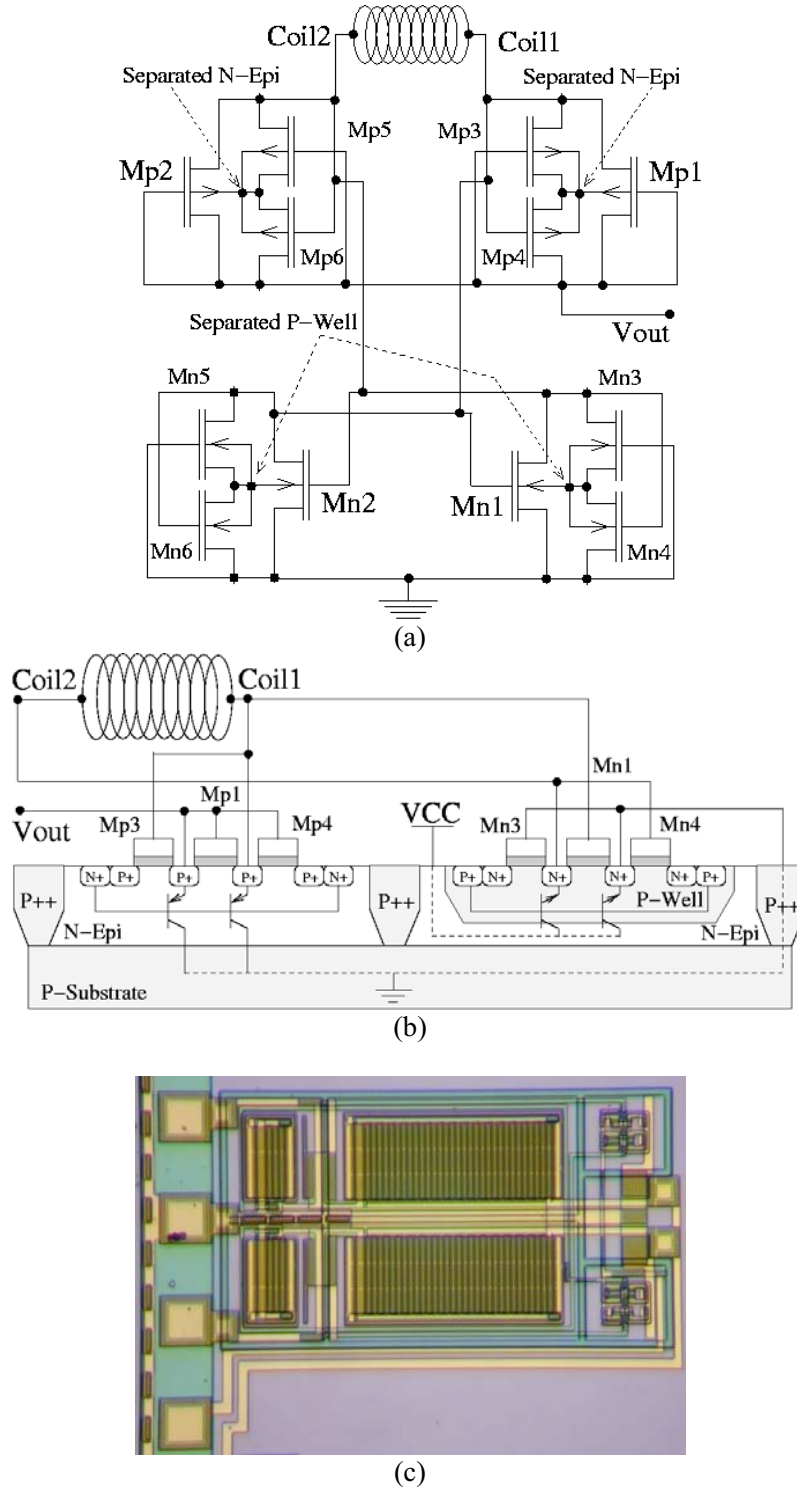 Coil2 Coil1
Separated N-Epi Separated N-Epi
Mp5 Mp3
Mp2 Mp1
Mp6 Mp4
Separated P-Well Vout
Mn5 Mn3
Mn2 Mn1
Mn6 Mn4
(a)
Coil2 Coil1
Mn1
Vout Mp3 Mp1 Mp4 VCC Mn3 Mn4
P++ N+ P+ P+ P+ P+ N+ P++ P+ N+ N+ N+ N+ P+ P++
P-Well
N-Epi N-Epi
P-Substrate
(b)
(c)